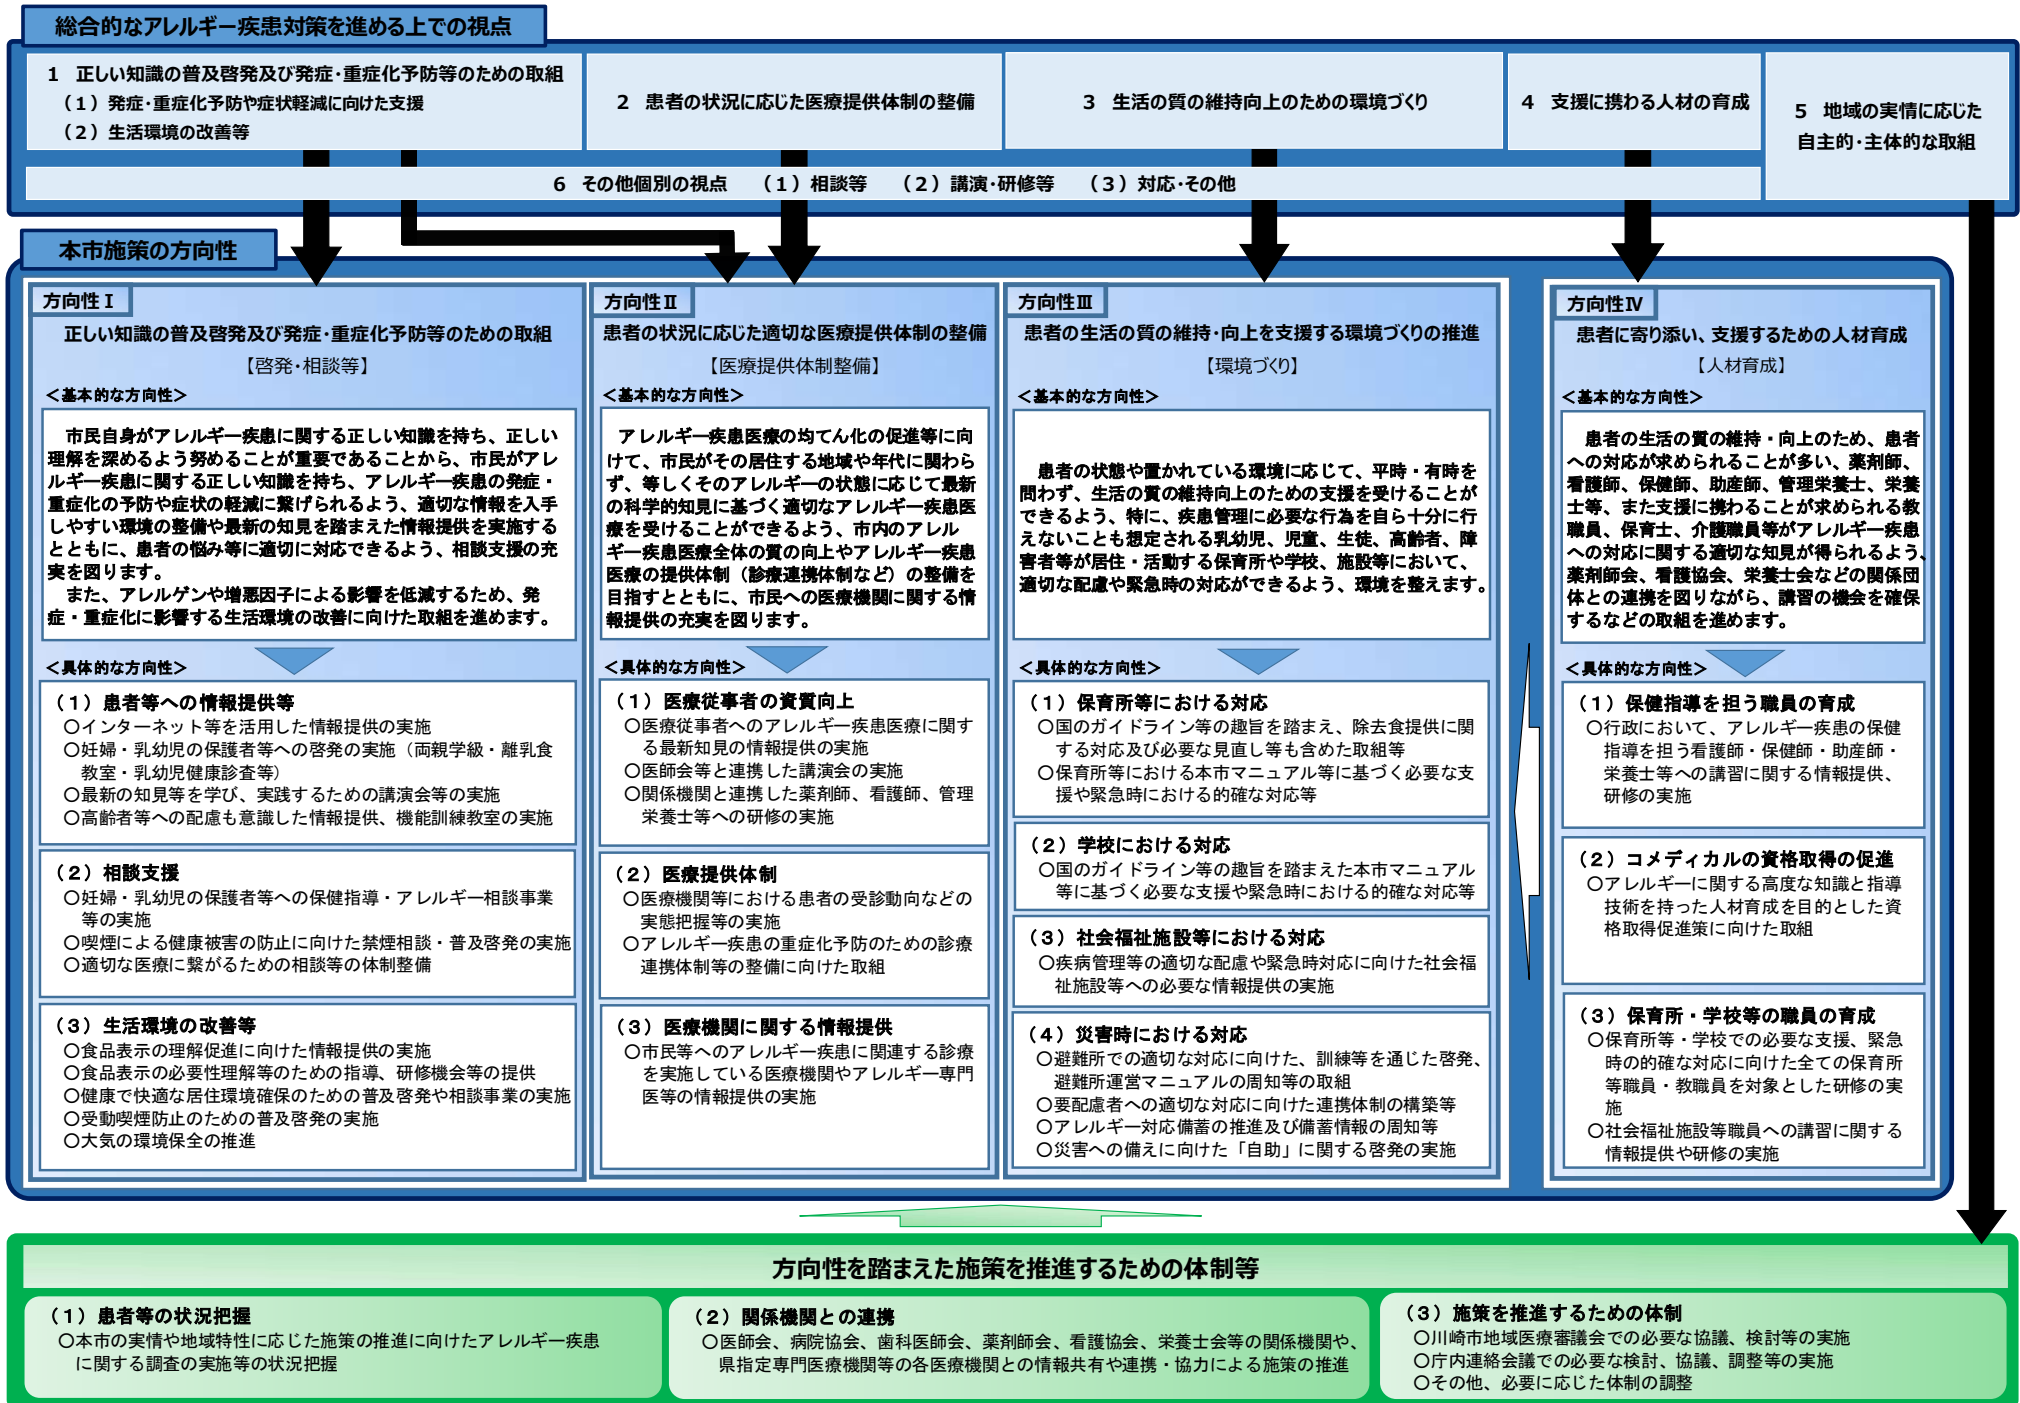 総合的なアレルギー疾患対策を進める上での視点
1 正しい知識の普及啓発及び発症・重症化予防等のための取組
（1）発症・重症化予防や症状軽減に向けた支援
（2）生活環境の改善等
2 患者の状況に応じた医療提供体制の整備
3 生活の質の維持向上のための環境づくり
4 支援に携わる人材の育成
5 地域の実情に応じた
自主的・主体的な取組
6 その他個別の視点 （1）相談等 （2）講演・研修等 （3）対応・その他
本市施策の方向性
方向性Ⅰ
正しい知識の普及啓発及び発症・重症化予防等のための取組
【啓発・相談等】
＜基本的な方向性＞
市民自身がアレルギー疾患に関する正しい知識を持ち、正しい
理解を深めるよう努めることが重要であることから、市民がアレ
ルギー疾患に関する正しい知識を持ち、アレルギー疾患の発症・
重症化の予防や症状の軽減に繋げられるよう、適切な情報を入手
しやすい環境の整備や最新の知見を踏まえた情報提供を実施する
とともに、患者の悩み等に適切に対応できるよう、相談支援の充
実を図ります。
また、アレルゲンや増悪因子による影響を低減するため、発
症・重症化に影響する生活環境の改善に向けた取組を進めます。
＜具体的な方向性＞
（1）患者等への情報提供等
○インターネット等を活用した情報提供の実施
○妊婦・乳幼児の保護者等への啓発の実施（両親学級・離乳食
教室・乳幼児健康診査等）
○最新の知見等を学び、実践するための講演会等の実施
○高齢者等への配慮も意識した情報提供、機能訓練教室の実施
（2）相談支援
○妊婦・乳幼児の保護者等への保健指導・アレルギー相談事業
等の実施
○喫煙による健康被害の防止に向けた禁煙相談・普及啓発の実施
○適切な医療に繋がるための相談等の体制整備
（3）生活環境の改善等
○食品表示の理解促進に向けた情報提供の実施
○食品表示の必要性理解等のための指導、研修機会等の提供
○健康で快適な居住環境確保のための普及啓発や相談事業の実施
○受動喫煙防止のための普及啓発の実施
○大気の環境保全の推進
方向性Ⅱ
患者の状況に応じた適切な医療提供体制の整備
【医療提供体制整備】
＜基本的な方向性＞
アレルギー疾患医療の均てん化の促進等に向
けて、市民がその居住する地域や年代に関わら
ず、等しくそのアレルギーの状態に応じて最新
の科学的知見に基づく適切なアレルギー疾患医
療を受けることができるよう、市内のアレル
ギー疾患医療全体の質の向上やアレルギー疾患
医療の提供体制（診療連携体制など）の整備を
目指すとともに、市民への医療機関に関する情
報提供の充実を図ります。
＜具体的な方向性＞
（1）医療従事者の資質向上
○医療従事者へのアレルギー疾患医療に関す
る最新知見の情報提供の実施
○医師会等と連携した講演会の実施
○関係機関と連携した薬剤師、看護師、管理
栄養士等への研修の実施
（2）医療提供体制
○医療機関等における患者の受診動向などの
実態把握等の実施
○アレルギー疾患の重症化予防のための診療
連携体制等の整備に向けた取組
（3）医療機関に関する情報提供
○市民等へのアレルギー疾患に関連する診療
を実施している医療機関やアレルギー専門
医等の情報提供の実施
方向性Ⅲ
患者の生活の質の維持・向上を支援する環境づくりの推進
【環境づくり】
＜基本的な方向性＞
患者の状態や置かれている環境に応じて、平時・有時を
問わず、生活の質の維持向上のための支援を受けることが
できるよう、特に、疾患管理に必要な行為を自ら十分に行
えないことも想定される乳幼児、児童、生徒、高齢者、障
害者等が居住・活動する保育所や学校、施設等において、
適切な配慮や緊急時の対応ができるよう、環境を整えます。
＜具体的な方向性＞
（1）保育所等における対応
○国のガイドライン等の趣旨を踏まえ、除去食提供に関
する対応及び必要な見直し等も含めた取組等
○保育所等における本市マニュアル等に基づく必要な支
援や緊急時における的確な対応等
（2）学校における対応
○国のガイドライン等の趣旨を踏まえた本市マニュアル
等に基づく必要な支援や緊急時における的確な対応等
（3）社会福祉施設等における対応
○疾病管理等の適切な配慮や緊急時対応に向けた社会福
祉施設等への必要な情報提供の実施
（4）災害時における対応
○避難所での適切な対応に向けた、訓練等を通じた啓発、
避難所運営マニュアルの周知等の取組
○要配慮者への適切な対応に向けた連携体制の構築等
○アレルギー対応備蓄の推進及び備蓄情報の周知等
○災害への備えに向けた「自助」に関する啓発の実施
方向性Ⅳ
患者に寄り添い、支援するための人材育成
【人材育成】
＜基本的な方向性＞
患者の生活の質の維持・向上のため、患者
への対応が求められることが多い、薬剤師、
看護師、保健師、助産師、管理栄養士、栄養
士等、また支援に携わることが求められる教
職員、保育士、介護職員等がアレルギー疾患
への対応に関する適切な知見が得られるよう、
薬剤師会、看護協会、栄養士会などの関係団
体との連携を図りながら、講習の機会を確保
するなどの取組を進めます。
＜具体的な方向性＞
（1）保健指導を担う職員の育成
○行政において、アレルギー疾患の保健
指導を担う看護師・保健師・助産師・
栄養士等への講習に関する情報提供、
研修の実施
（2）コメディカルの資格取得の促進
○アレルギーに関する高度な知識と指導
技術を持った人材育成を目的とした資
格取得促進策に向けた取組
（3）保育所・学校等の職員の育成
○保育所等・学校での必要な支援、緊急
時の的確な対応に向けた全ての保育所
等職員・教職員を対象とした研修の実
施
○社会福祉施設等職員への講習に関する
情報提供や研修の実施
方向性を踏まえた施策を推進するための体制等
（1）患者等の状況把握
○本市の実情や地域特性に応じた施策の推進に向けたアレルギー疾患
に関する調査の実施等の状況把握
（2）関係機関との連携
○医師会、病院協会、歯科医師会、薬剤師会、看護協会、栄養士会等の関係機関や、
県指定専門医療機関等の各医療機関との情報共有や連携・協力による施策の推進
（3）施策を推進するための体制
○川崎市地域医療審議会での必要な協議、検討等の実施
○庁内連絡会議での必要な検討、協議、調整等の実施
○その他、必要に応じた体制の調整